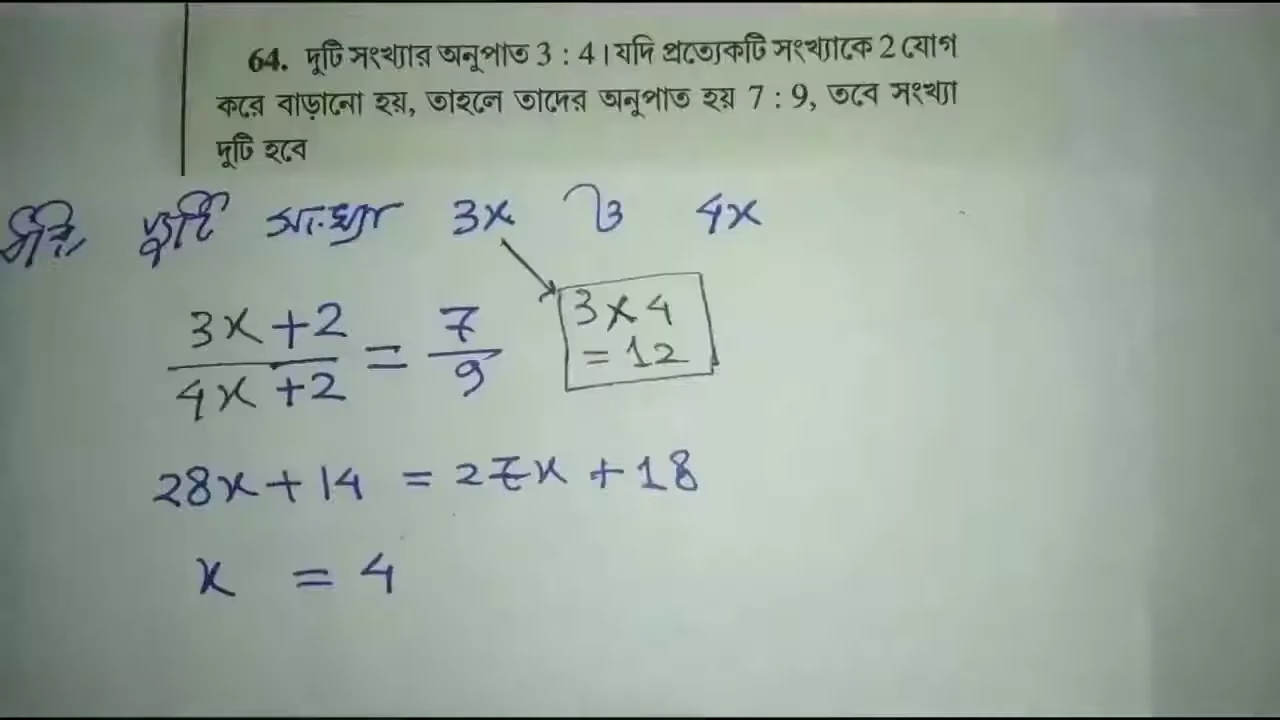 64. দুটি সংখ্যার অনুপাত 3 : 4। যদি প্রত্যেকটি সংখ্যাকে 2 যোগ
করে বাড়ানো হয়, তাহলে তাদের অনুপাত হয় 7 : 9, তবে সংখ্যা
দুটি হবে
ধরি, দুটি সংখ্যা 3x ও 4x
3x+2 / 4x+2 = 7 / 9
3 × 4
= 12
28x + 14 = 27x + 18
x = 4